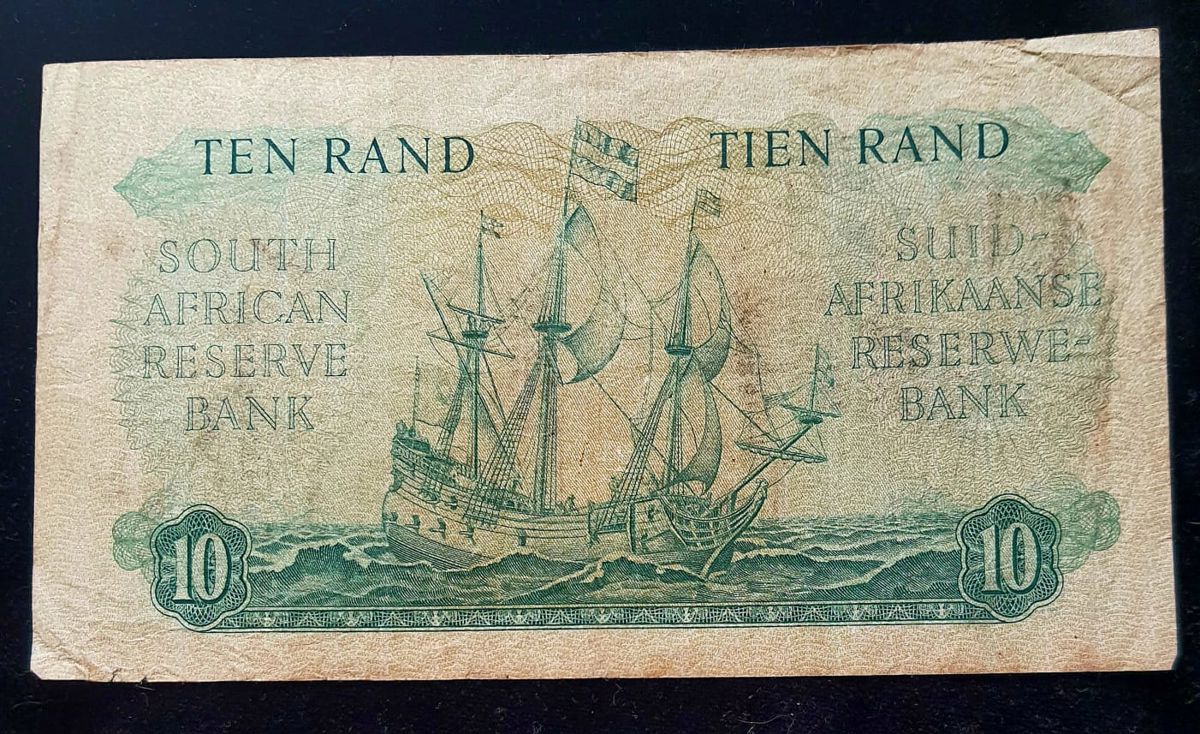 TEN RAND
TIEN RAND
SOUTH
AFRICAN
RESERVE
BANK
SUID-
AFRIKAANSE
RESERWE-
BANK
10
10